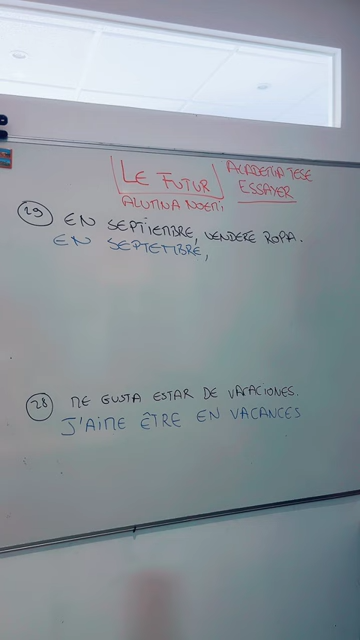 LE FUTUR
ACADEMIA TESE
ESSAYER
ALUMNA NOEMI
29 EN SEPTIEMBRE, VENDERÉ ROPA.
EN SEPTEMBRE,
28 ME GUSTA ESTAR DE VACACIONES.
J'AIME ÊTRE EN VACANCES